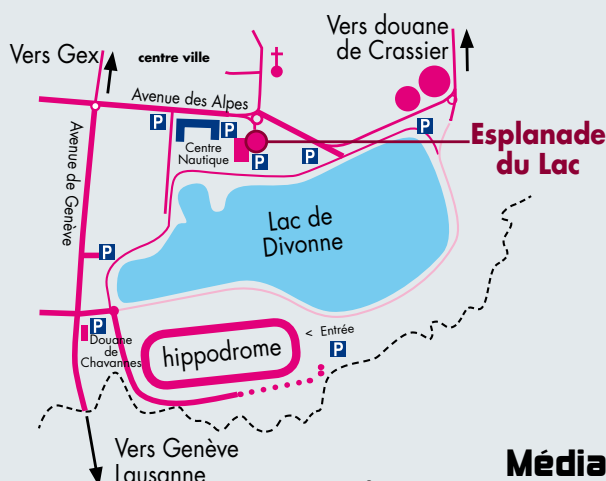 Vers Gex
centre ville
Vers douane
de Crassier
Avenue des Alpes
P
P
P
P
P
Centre
Nautique
Esplanade
du Lac
Avenue de Genève
Lac de
Divonne
P
P
Douane
de
Chavannes
hippodrome
< Entrée
P
Vers Genève
Lausanne
Média